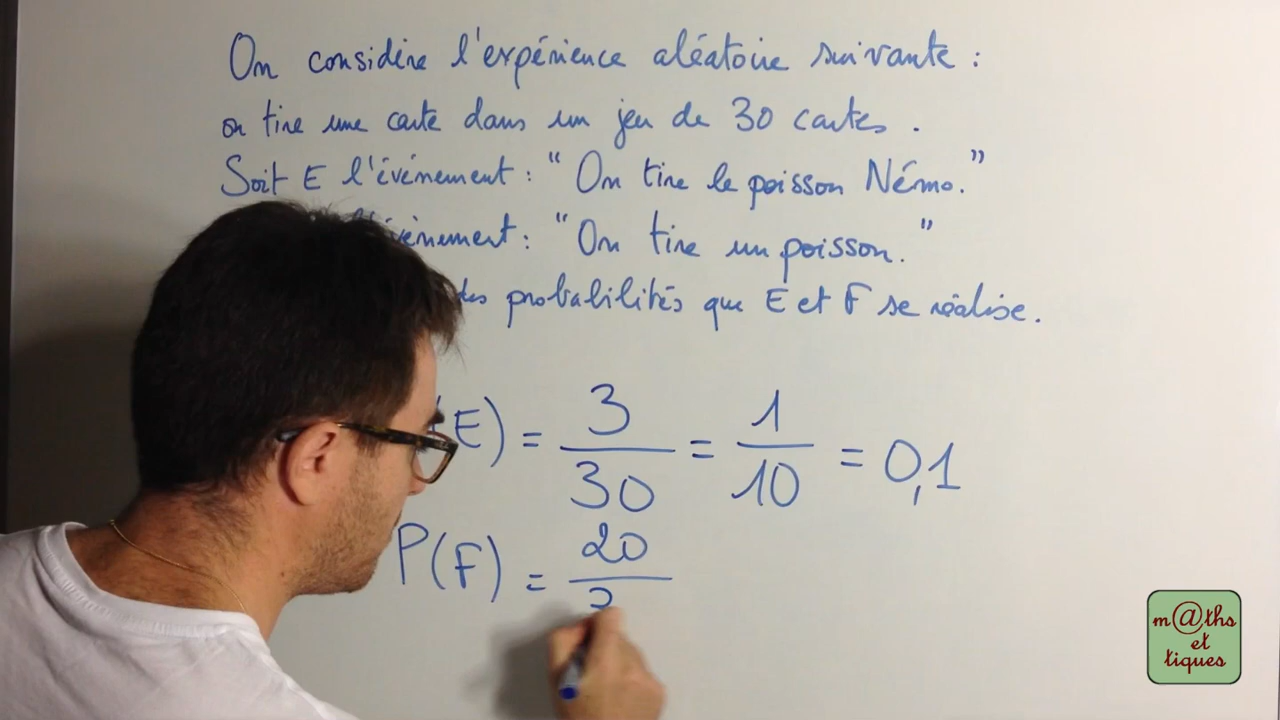 On considère l'expérience aléatoire suivante :
on tire une carte dans un jeu de 30 cartes .
Soit E l'événement : “ On tire le poisson Némo. ”
“ On tire un poisson. ”
probabilités que E et F se réalise .
E) = 3/30 = 1/10 = 0,1
P(F) = 20/
m@ths
et
tiques